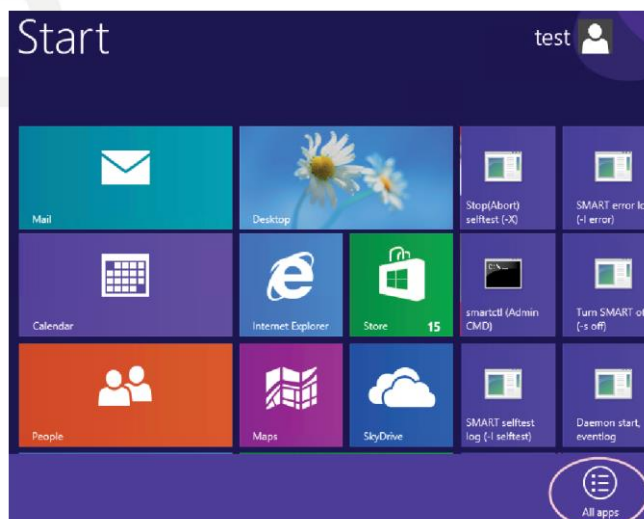 Start
test
Mail
Desktop
Stop(Abort)
selftest (-X)
SMART error lo
(-l error)
Calendar
Internet Explorer
Store
15
smartctl (Admin
CMD)
Turn SMART of
(-s off)
People
Maps
SkyDrive
SMART selftest
log (-l selftest)
Daemon start,
eventlog
All apps